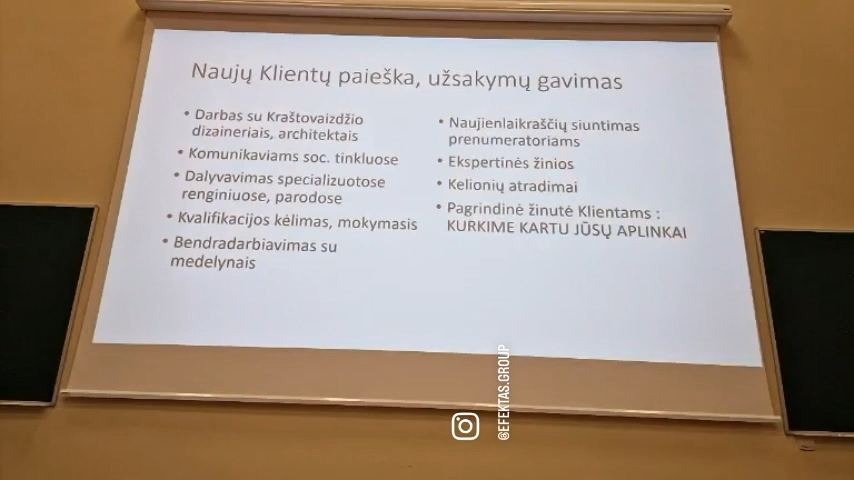 Naujų Klientų paieška, užsakymų gavimas
• Darbas su Kraštovaizdžio
dizaineriais, architektais
• Komunikaviams soc. tinkluose
• Dalyvavimas specializuotose
renginiuose, parodose
• Kvalifikacijos kėlimas, mokymasis
• Bendradarbiavimas su
medelynais
• Naujienlaikraščių siuntimas
prenumeratoriams
• Ekspertinės žinios
• Kelionių atradimai
• Pagrindinė žinutė Klientams :
KURKIME KARTU JŪSŲ APLINKAI
@EFEKTAS.GROUP